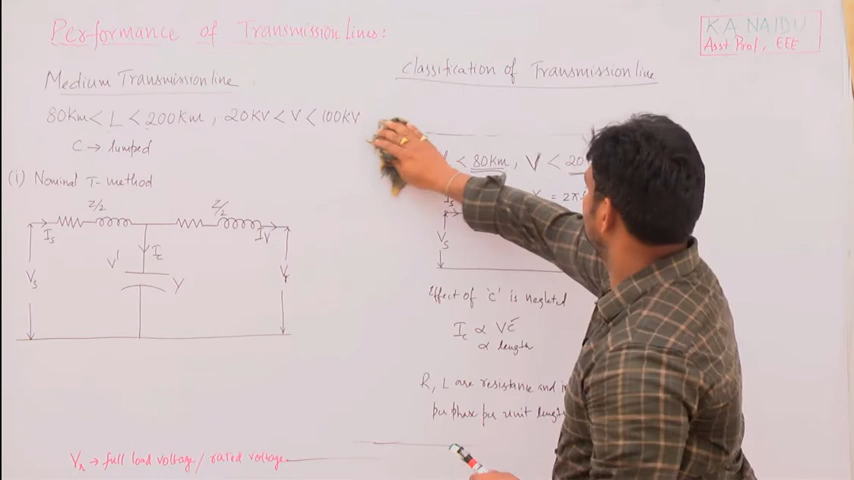 Performance of Transmission lines:
K.A NAIDU
Asst Prof, EEE
Medium Transmission line
80Km < L < 200Km, 20KV < V < 100KV
C → lumped
(i) Nominal T-method
Z/2
Z/2
Is
Ic
Ir
Vs
V'
Y
Vr
VR → full load voltage / rated voltage
Classification of Transmission line
< 80Km, V < 20
Is
Vs
Effect of 'c' is neglected
Ic ∝ VC
∝ length
R, L are resistance and
per phase per unit length